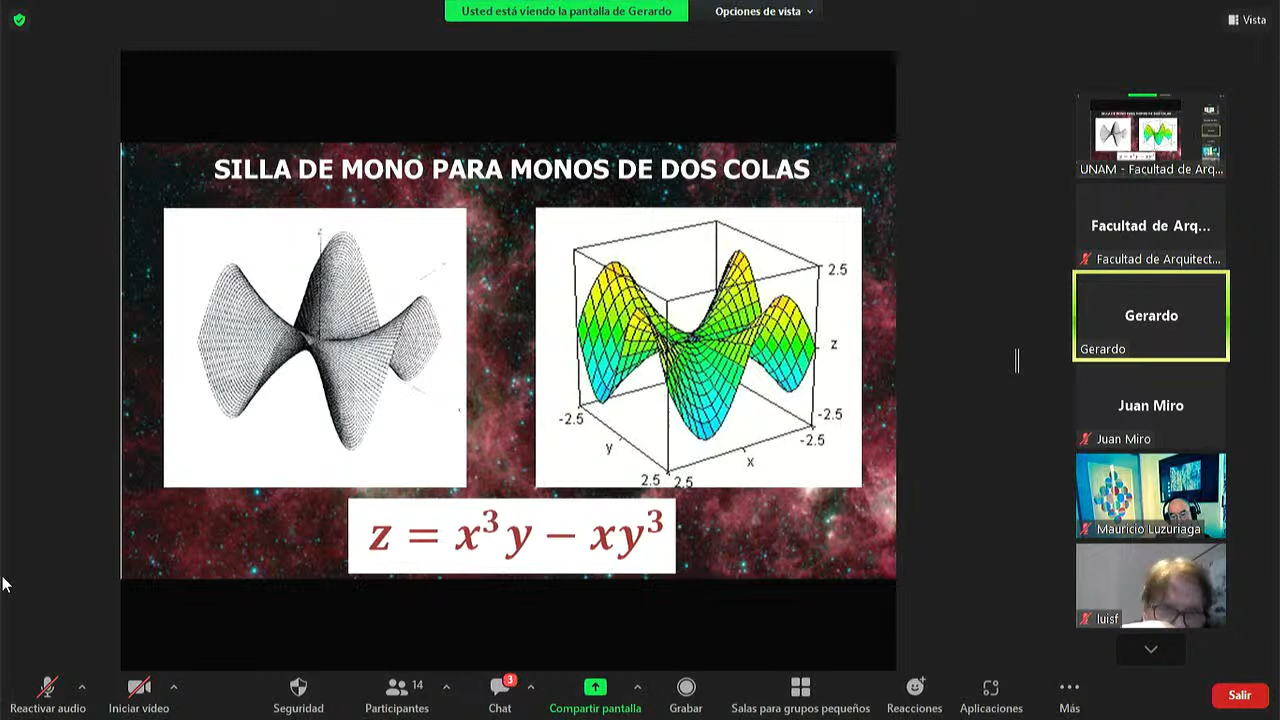 Usted está viendo la pantalla de Gerardo
Opciones de vista
Vista
SILLA DE MONO PARA MONOS DE DOS COLAS
z
2.5
z
-2.5
-2.5
-2.5
y
x
2.5
2.5
z = x³y − xy³
UNAM - Facultad de Arq...
Facultad de Arq...
Facultad de Arquitect...
Gerardo
Gerardo
Juan Miro
Juan Miro
Mauricio Luzuriaga
luisf
Reactivar audio
Iniciar vídeo
Seguridad
14
Participantes
3
Chat
Compartir pantalla
Grabar
Salas para grupos pequeños
Reacciones
Aplicaciones
Más
Salir